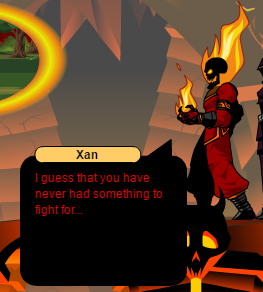 Xan
I guess that you have
never had something to
fight for...